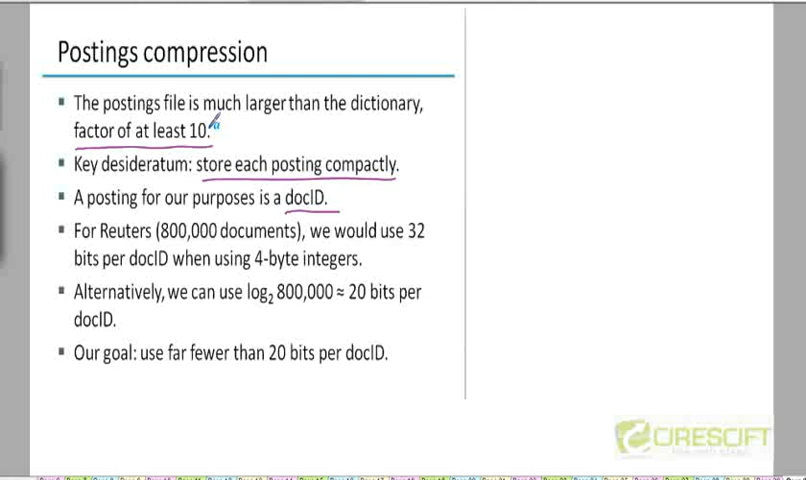 Postings compression
The postings file is much larger than the dictionary,
factor of at least 10.
Key desideratum: store each posting compactly.
A posting for our purposes is a docID.
For Reuters (800,000 documents), we would use 32
bits per docID when using 4-byte integers.
Alternatively, we can use log₂ 800,000 ≈ 20 bits per
docID.
Our goal: use far fewer than 20 bits per docID.